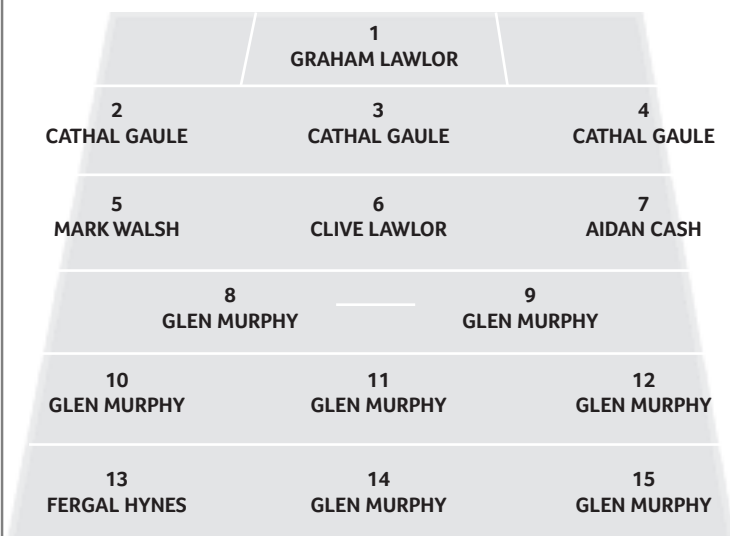 1
GRAHAM LAWLOR
2 3 4
CATHAL GAULE CATHAL GAULE CATHAL GAULE
5 6 7
MARK WALSH CLIVE LAWLOR AIDAN CASH
8 9
GLEN MURPHY GLEN MURPHY
10 11 12
GLEN MURPHY GLEN MURPHY GLEN MURPHY
13 14 15
FERGAL HYNES GLEN MURPHY GLEN MURPHY